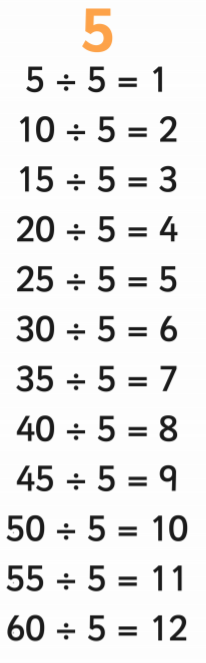 5
5 ÷ 5 = 1
10 ÷ 5 = 2
15 ÷ 5 = 3
20 ÷ 5 = 4
25 ÷ 5 = 5
30 ÷ 5 = 6
35 ÷ 5 = 7
40 ÷ 5 = 8
45 ÷ 5 = 9
50 ÷ 5 = 10
55 ÷ 5 = 11
60 ÷ 5 = 12